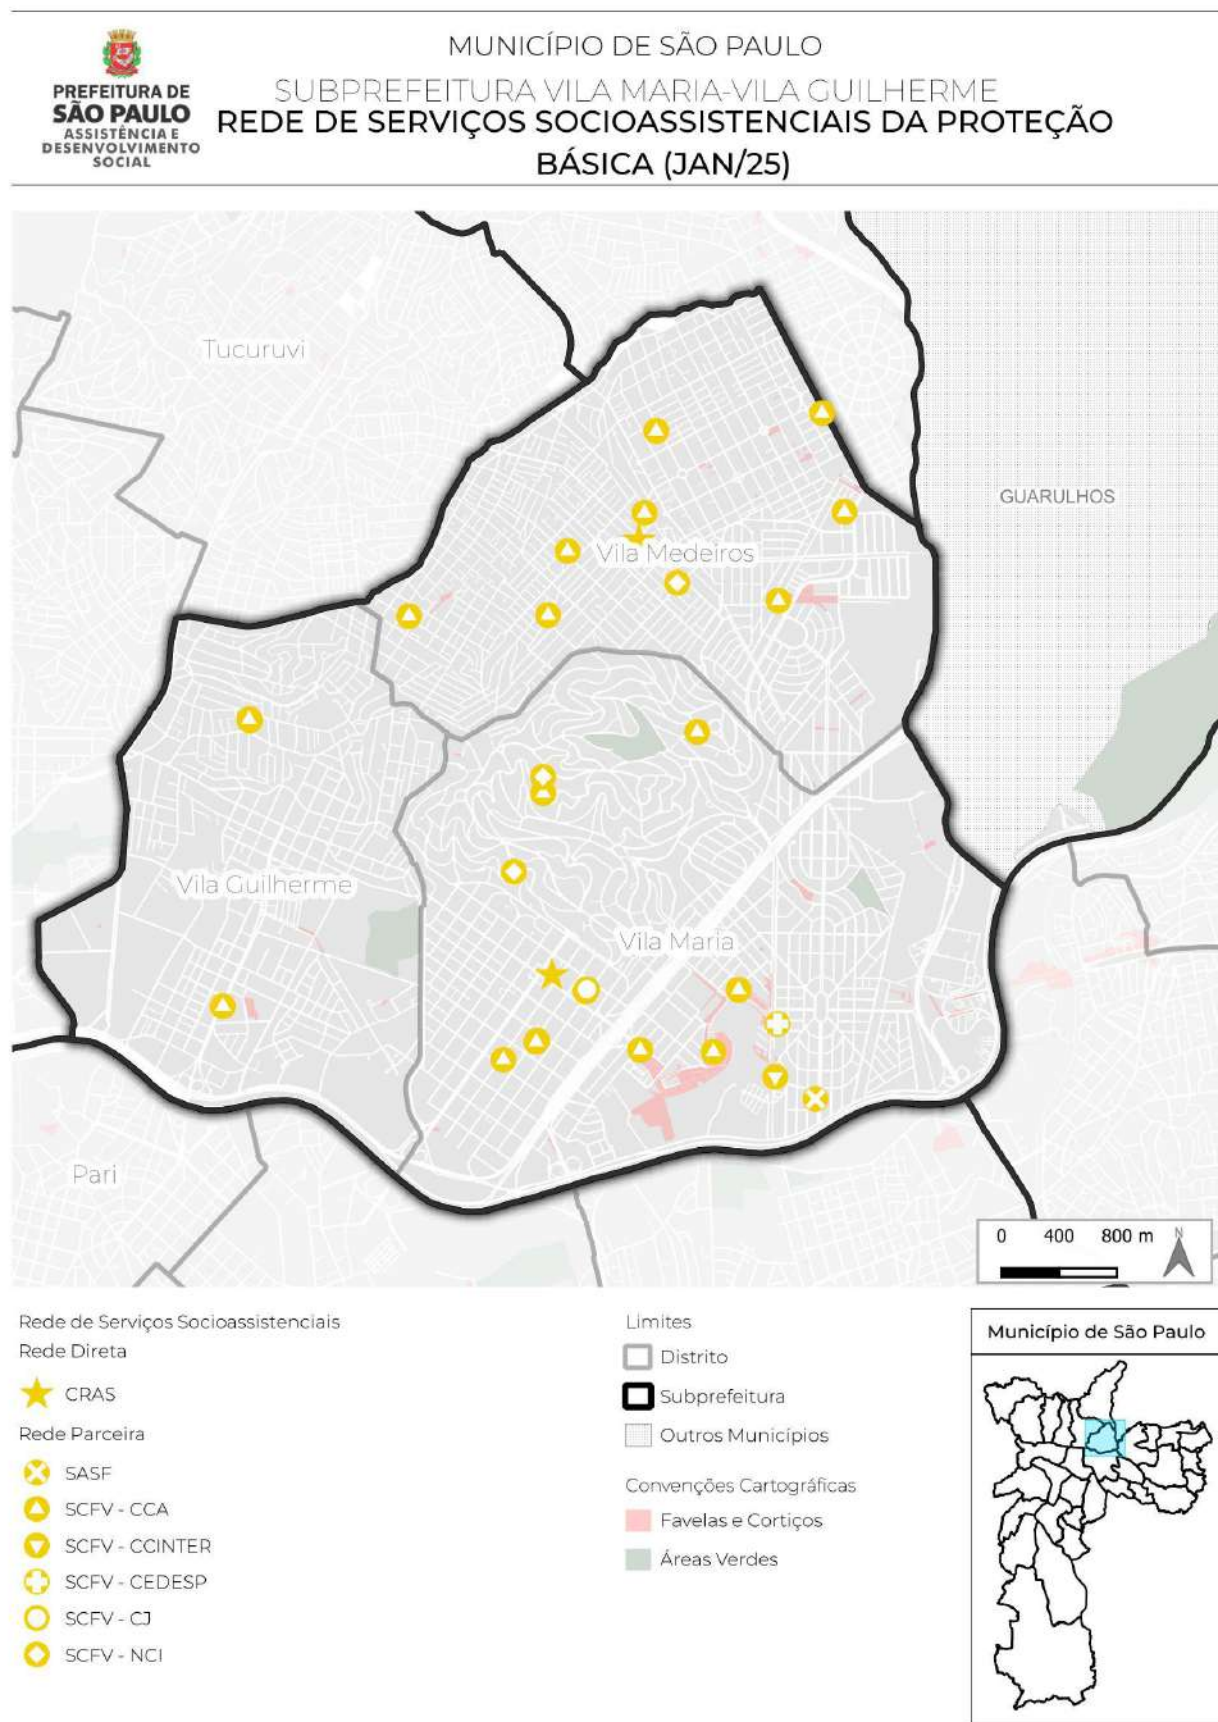 PREFEITURA DE
SÃO PAULO
ASSISTÊNCIA E
DESENVOLVIMENTO
SOCIAL
MUNICÍPIO DE SÃO PAULO
SUBPREFEITURA VILA MARIA-VILA GUILHERME
REDE DE SERVIÇOS SOCIOASSISTENCIAIS DA PROTEÇÃO
BÁSICA (JAN/25)
Tucuruvi
GUARULHOS
Vila Medeiros
Vila Guilherme
Vila Maria
Pari
0 400 800 m
N
Rede de Serviços Socioassistenciais
Rede Direta
CRAS
Rede Parceira
SASF
SCFV - CCA
SCFV - CCINTER
SCFV - CEDESP
SCFV - CJ
SCFV - NCI
Limites
Distrito
Subprefeitura
Outros Municípios
Convenções Cartográficas
Favelas e Cortiços
Áreas Verdes
Município de São Paulo